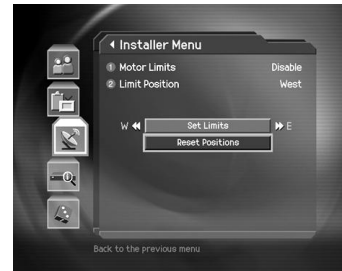 Installer Menu
1 Motor Limits Disable
2 Limit Position West
W Set Limits E
Reset Positions
Back to the previous menu